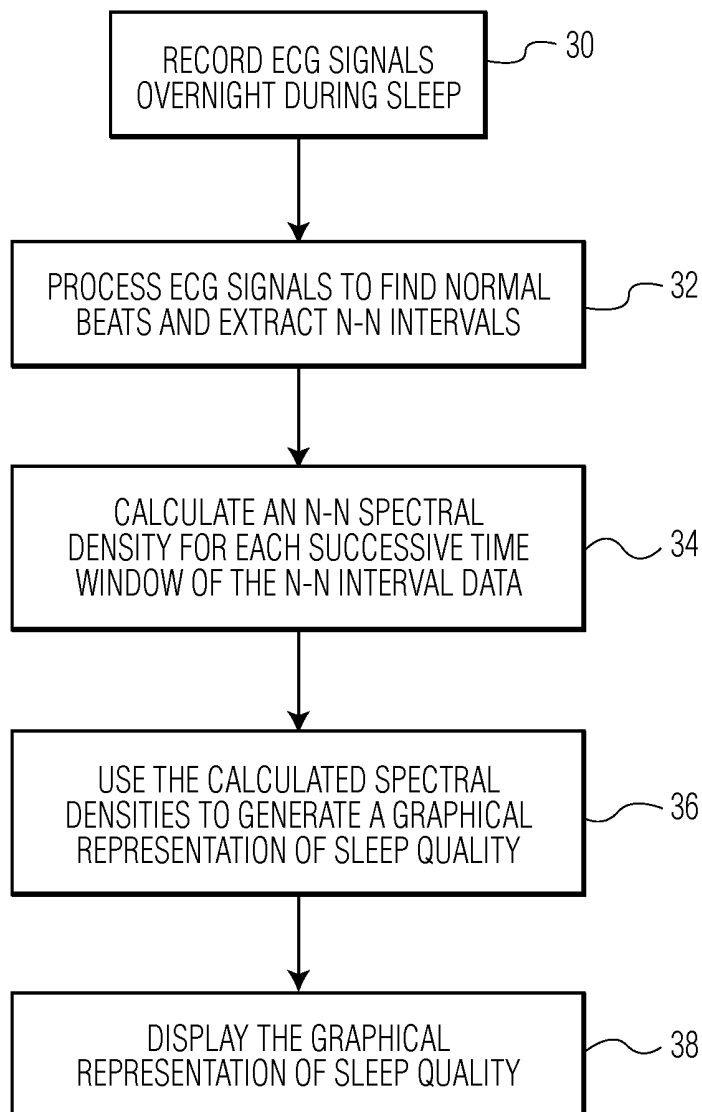 RECORD ECG SIGNALS
OVERNIGHT DURING SLEEP
30
PROCESS ECG SIGNALS TO FIND NORMAL
BEATS AND EXTRACT N-N INTERVALS
32
CALCULATE AN N-N SPECTRAL
DENSITY FOR EACH SUCCESSIVE TIME
WINDOW OF THE N-N INTERVAL DATA
34
USE THE CALCULATED SPECTRAL
DENSITIES TO GENERATE A GRAPHICAL
REPRESENTATION OF SLEEP QUALITY
36
DISPLAY THE GRAPHICAL
REPRESENTATION OF SLEEP QUALITY
38